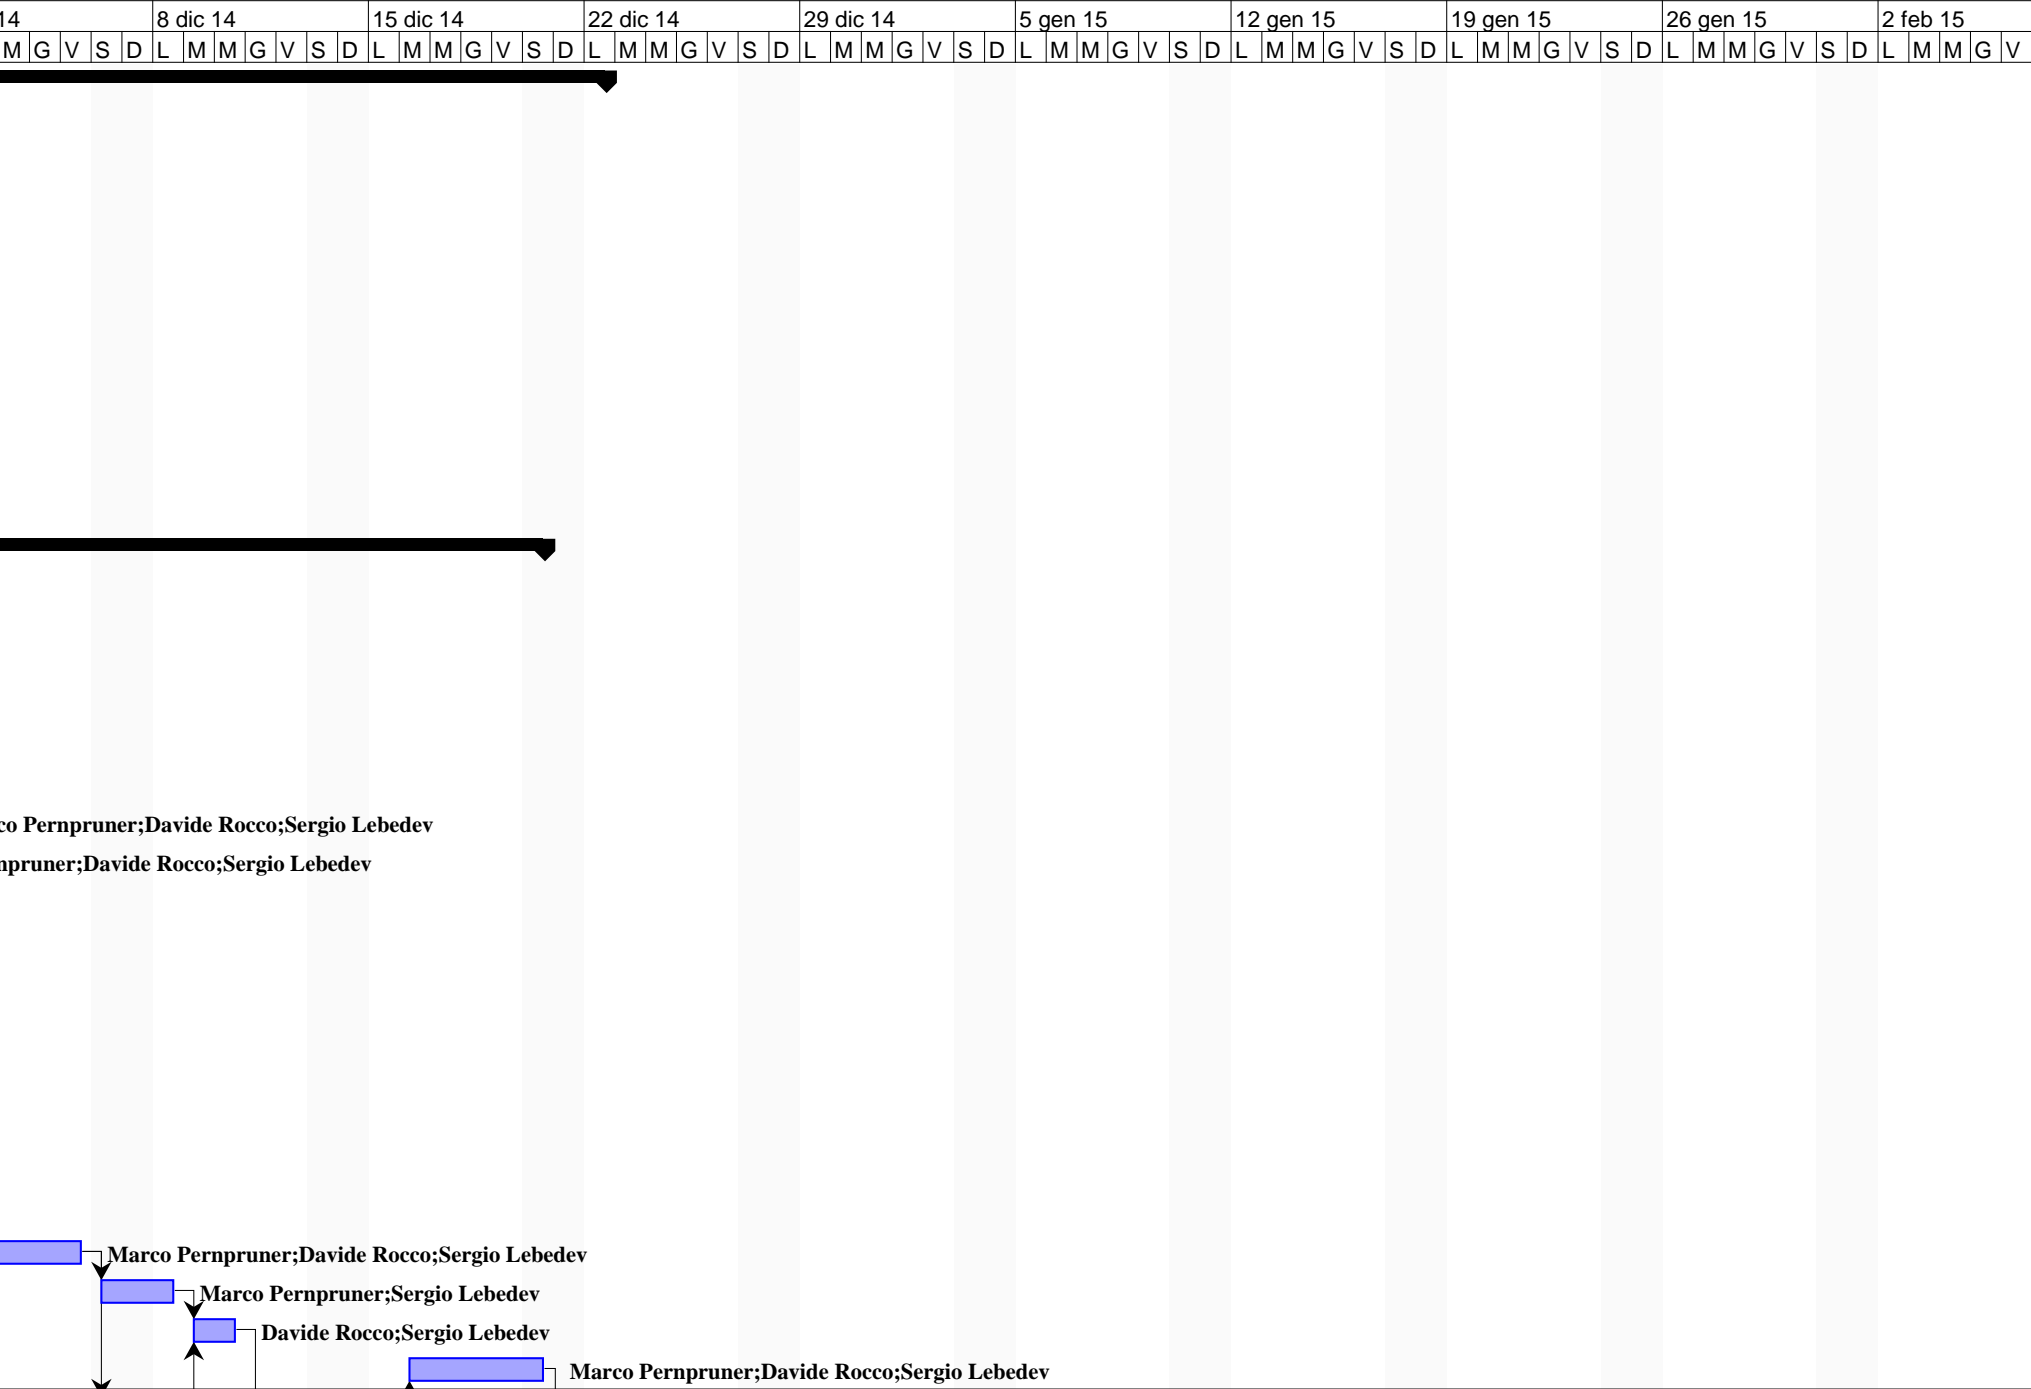 14 8 dic 14 15 dic 14 22 dic 14 29 dic 14 5 gen 15 12 gen 15 19 gen 15 26 gen 15 2 feb 15
M G V S D L M M G V S D L M M G V S D L M M G V S D L M M G V S D L M M G V S D L M M G V S D L M M G V S D L M M G V S D L M M G V
co Pernpruner;Davide Rocco;Sergio Lebedev
npruner;Davide Rocco;Sergio Lebedev
Marco Pernpruner;Davide Rocco;Sergio Lebedev
Marco Pernpruner;Sergio Lebedev
Davide Rocco;Sergio Lebedev
Marco Pernpruner;Davide Rocco;Sergio Lebedev